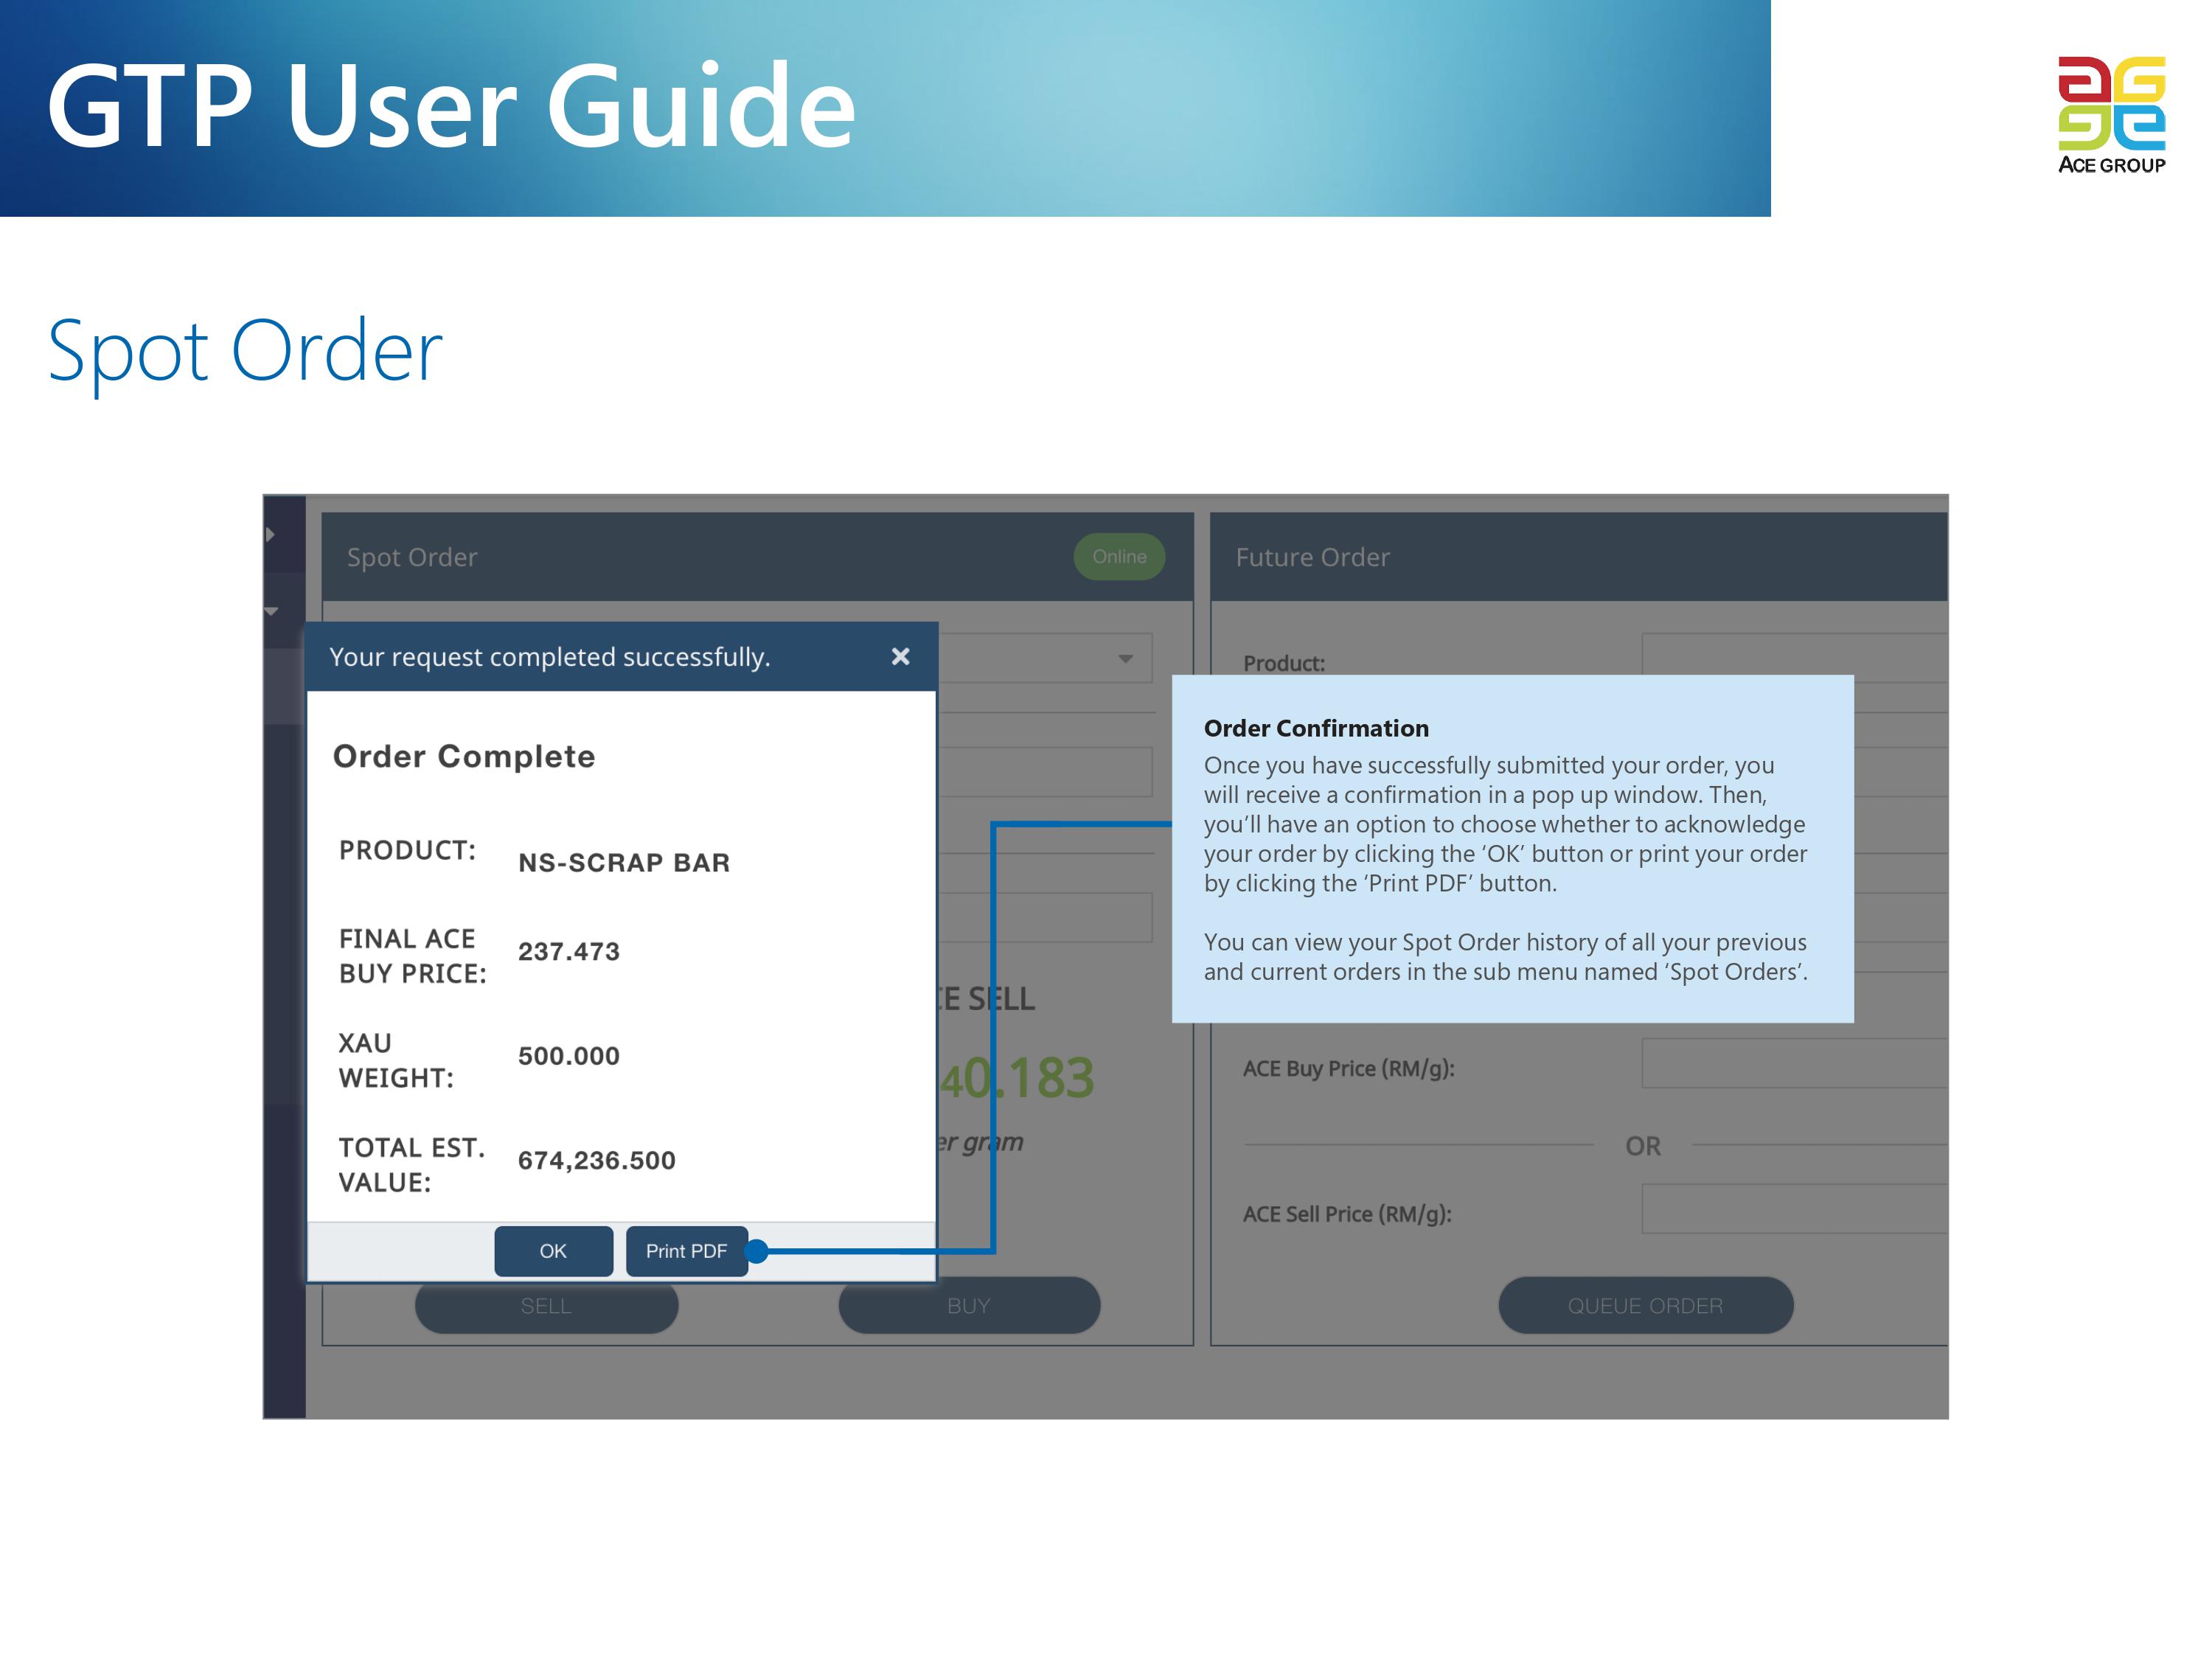 GTP User Guide
ACE GROUP
Spot Order
Spot Order
Online
Future Order
Your request completed successfully.
Product:
Order Complete
PRODUCT:
NS-SCRAP BAR
FINAL ACE
BUY PRICE:
237.473
XAU
WEIGHT:
500.000
TOTAL EST.
VALUE:
674,236.500
OK
Print PDF
SELL
40.183
gram
SELL
BUY
Order Confirmation
Once you have successfully submitted your order, you
will receive a confirmation in a pop up window. Then,
you’ll have an option to choose whether to acknowledge
your order by clicking the ‘OK’ button or print your order
by clicking the ‘Print PDF’ button.
You can view your Spot Order history of all your previous
and current orders in the sub menu named ‘Spot Orders’.
ACE Buy Price (RM/g):
OR
ACE Sell Price (RM/g):
QUEUE ORDER